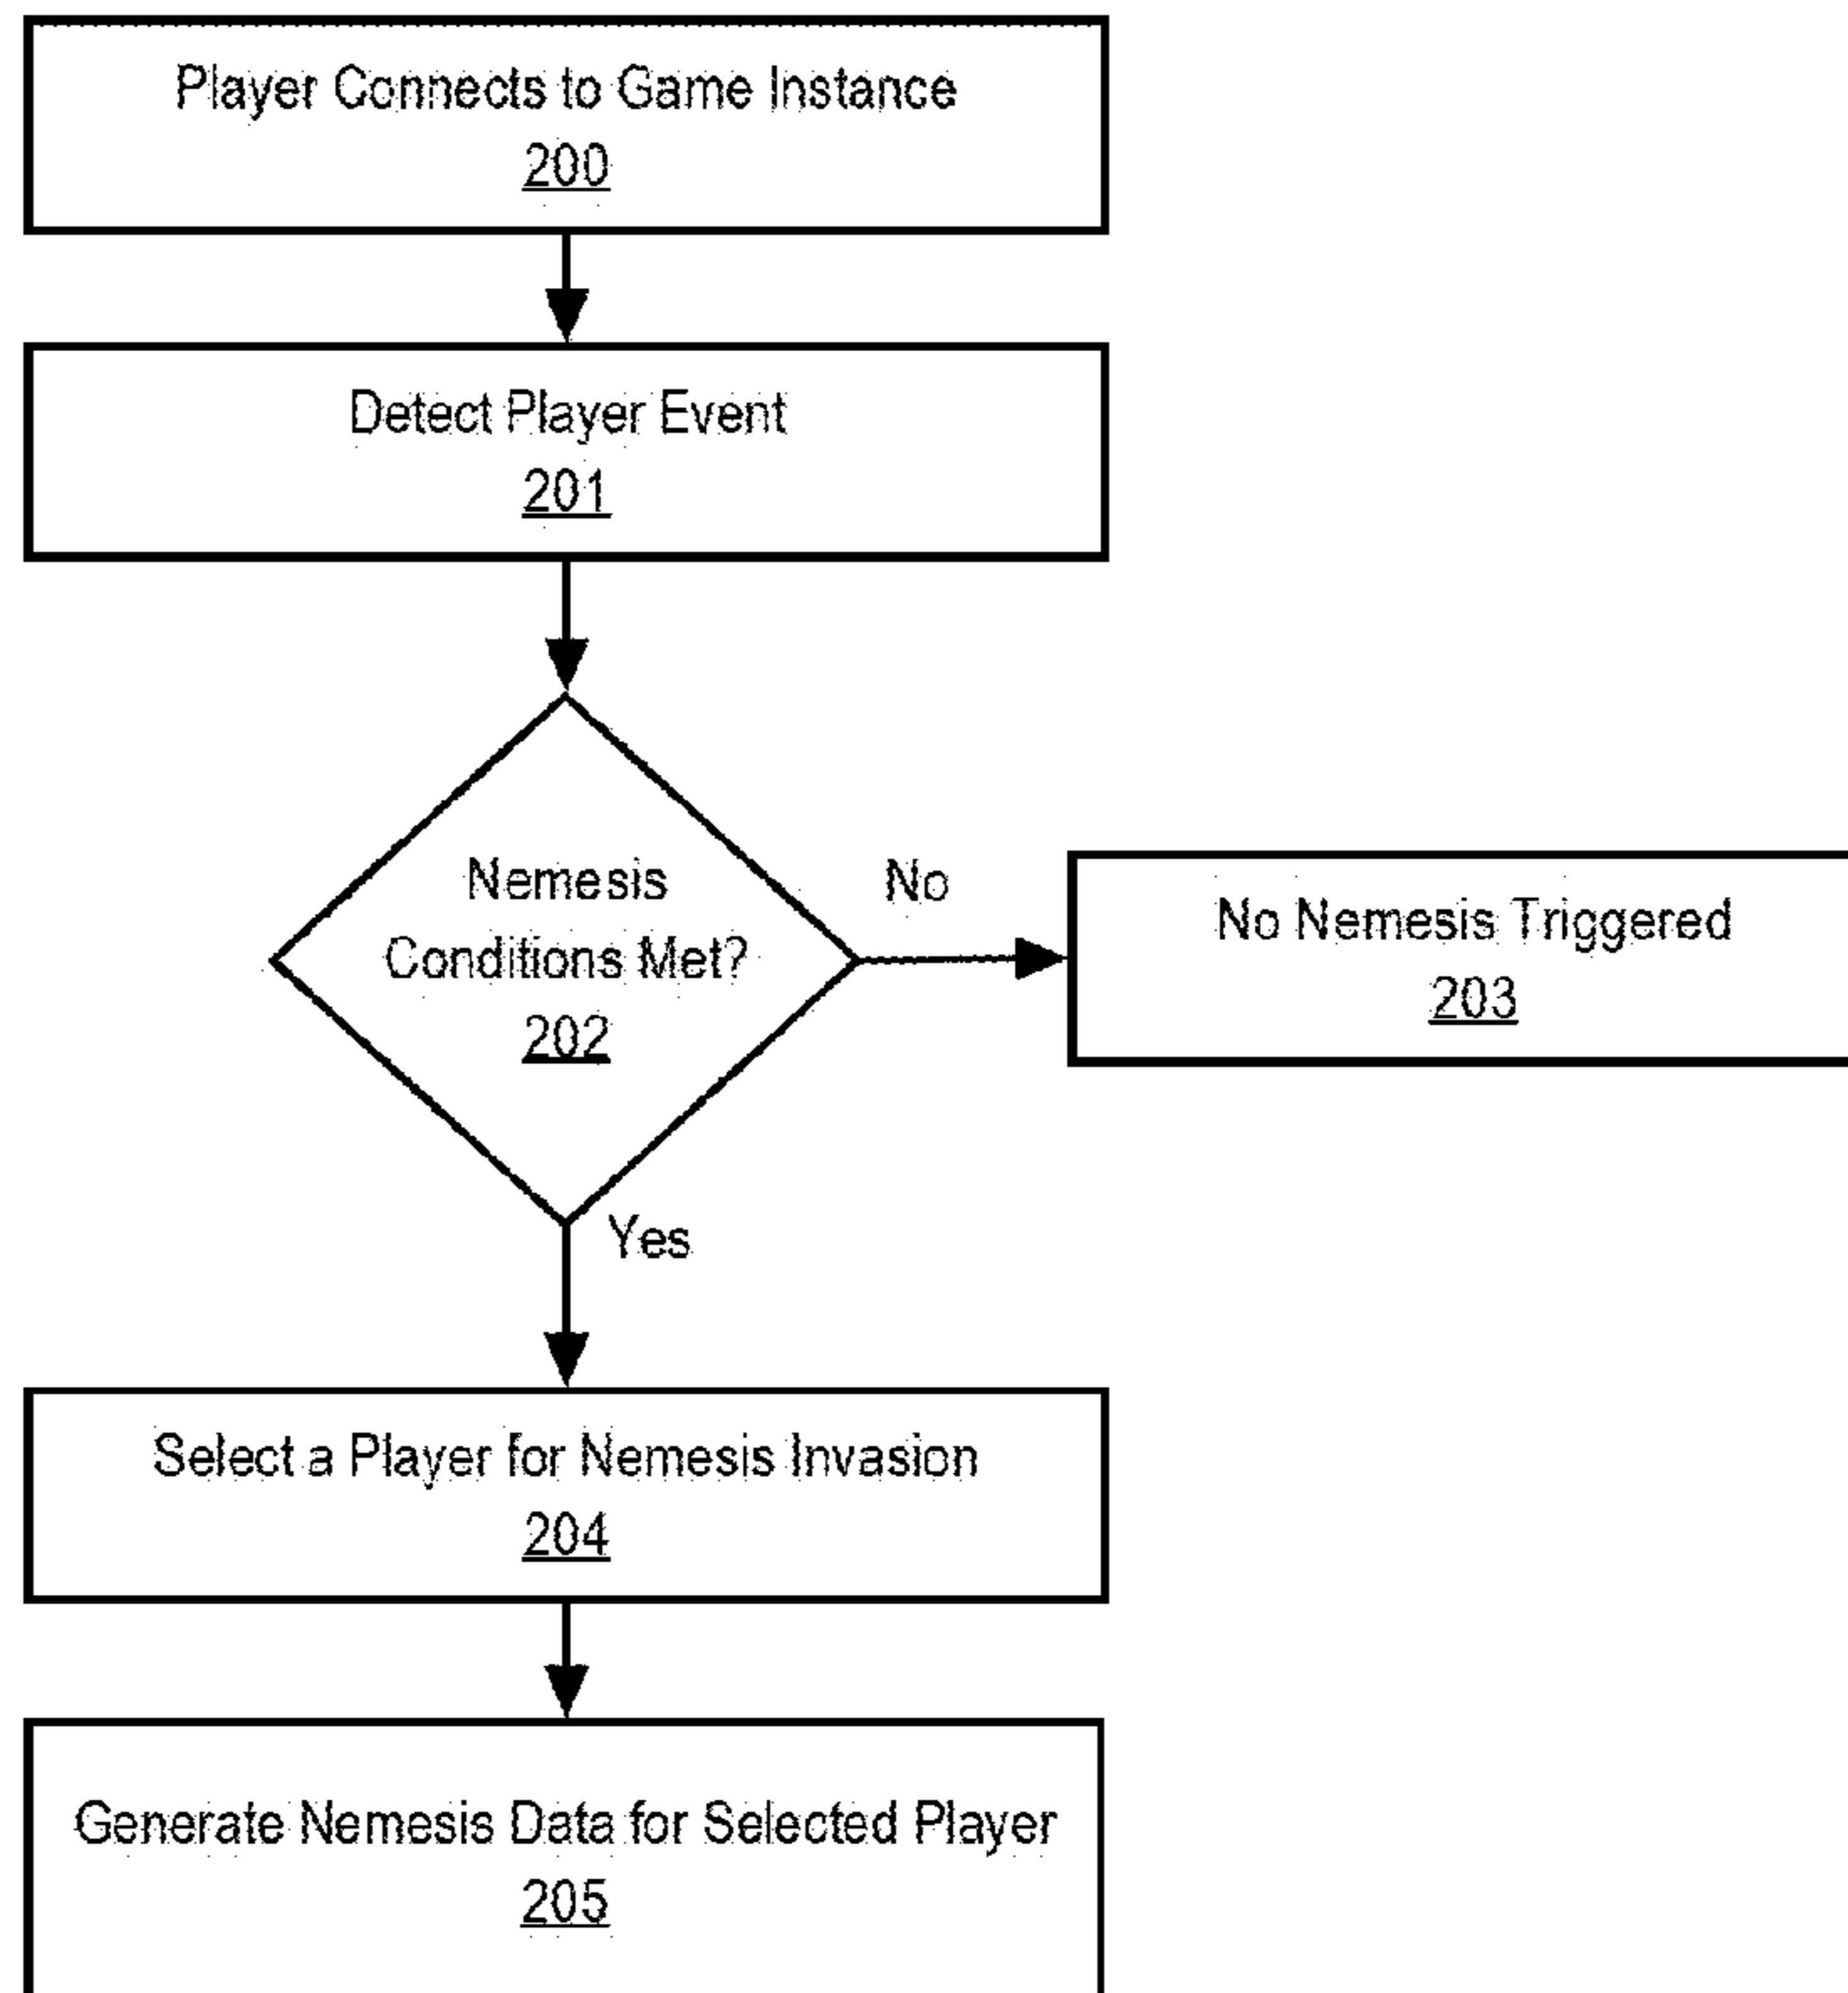 Player Connects to Game Instance
200
Detect Player Event
201
Nemesis
Conditions Met?
202
No
No Nemesis Triggered
203
Yes
Select a Player for Nemesis Invasion
204
Generate Nemesis Data for Selected Player
205